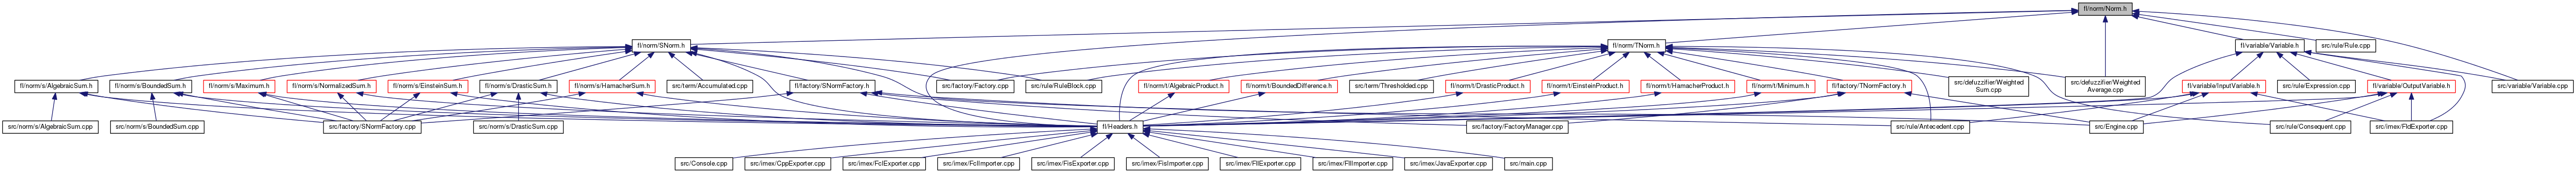 fl/norm/Norm.h
fl/norm/SNorm.h
fl/norm/TNorm.h
fl/variable/Variable.h
src/rule/Rule.cpp
fl/norm/s/AlgebraicSum.h
fl/norm/s/BoundedSum.h
fl/norm/s/Maximum.h
fl/norm/s/NormalizedSum.h
fl/norm/s/EinsteinSum.h
fl/norm/s/DrasticSum.h
fl/norm/s/HamacherSum.h
src/term/Accumulated.cpp
fl/factory/SNormFactory.h
src/factory/Factory.cpp
src/rule/RuleBlock.cpp
fl/norm/t/AlgebraicProduct.h
fl/norm/t/BoundedDifference.h
src/term/Thresholded.cpp
fl/norm/t/DrasticProduct.h
fl/norm/t/EinsteinProduct.h
fl/norm/t/HamacherProduct.h
fl/norm/t/Minimum.h
fl/factory/TNormFactory.h
src/defuzzifier/Weighted
Sum.cpp
src/defuzzifier/Weighted
Average.cpp
fl/variable/InputVariable.h
src/rule/Expression.cpp
fl/variable/OutputVariable.h
src/variable/Variable.cpp
src/norm/s/AlgebraicSum.cpp
src/norm/s/BoundedSum.cpp
src/factory/SNormFactory.cpp
src/norm/s/DrasticSum.cpp
fl/Headers.h
src/factory/FactoryManager.cpp
src/rule/Antecedent.cpp
src/Engine.cpp
src/rule/Consequent.cpp
src/imex/FldExporter.cpp
src/Console.cpp
src/imex/CppExporter.cpp
src/imex/FclExporter.cpp
src/imex/FclImporter.cpp
src/imex/FisExporter.cpp
src/imex/FisImporter.cpp
src/imex/FllExporter.cpp
src/imex/FllImporter.cpp
src/imex/JavaExporter.cpp
src/main.cpp